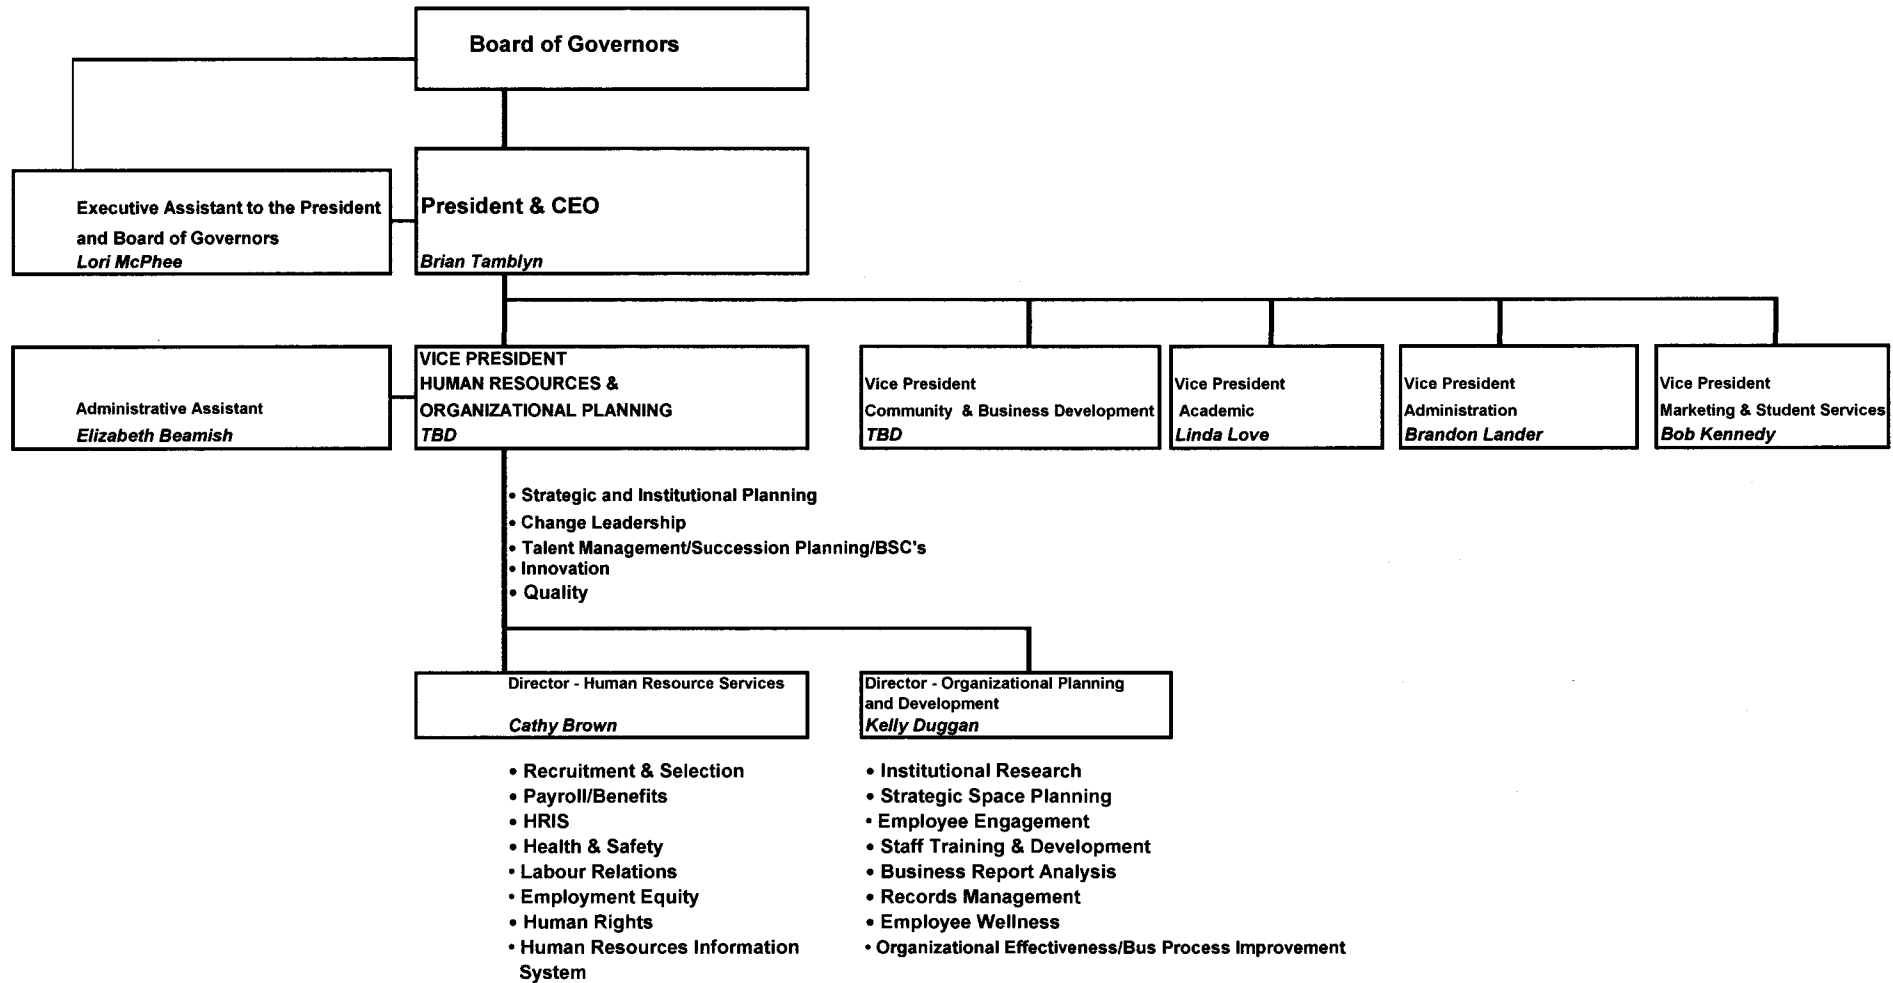 Board of Governors
Executive Assistant to the President
and Board of Governors
Lori McPhee
President & CEO
Brian Tamblyn
Administrative Assistant
Elizabeth Beamish
VICE PRESIDENT
HUMAN RESOURCES &
ORGANIZATIONAL PLANNING
TBD
Vice President
Community & Business Development
TBD
Vice President
Academic
Linda Love
Vice President
Administration
Brandon Lander
Vice President
Marketing & Student Services
Bob Kennedy
• Strategic and Institutional Planning
• Change Leadership
• Talent Management/Succession Planning/BSC's
• Innovation
• Quality
Director - Human Resource Services
Cathy Brown
• Recruitment & Selection
• Payroll/Benefits
• HRIS
• Health & Safety
• Labour Relations
• Employment Equity
• Human Rights
• Human Resources Information
System
Director - Organizational Planning
and Development
Kelly Duggan
• Institutional Research
• Strategic Space Planning
• Employee Engagement
• Staff Training & Development
• Business Report Analysis
• Records Management
• Employee Wellness
• Organizational Effectiveness/Bus Process Improvement